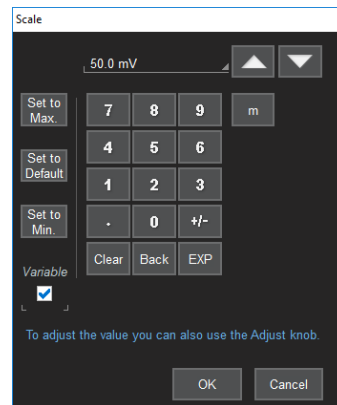 Scale
50.0 mV
Set to
Max.
7 8 9 m
Set to
Default
4 5 6
1 2 3
Set to
Min.
. 0 +/-
Clear Back EXP
Variable
To adjust the value you can also use the Adjust knob.
OK Cancel